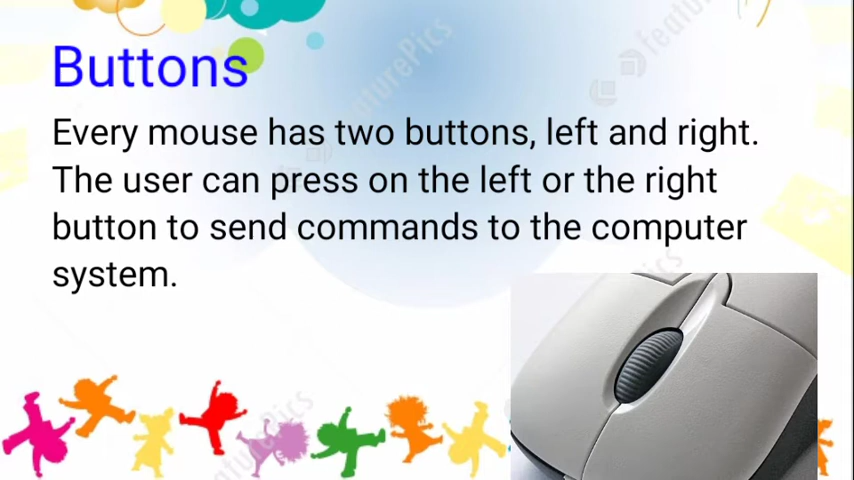 Buttons
Every mouse has two buttons, left and right.
The user can press on the left or the right
button to send commands to the computer
system.